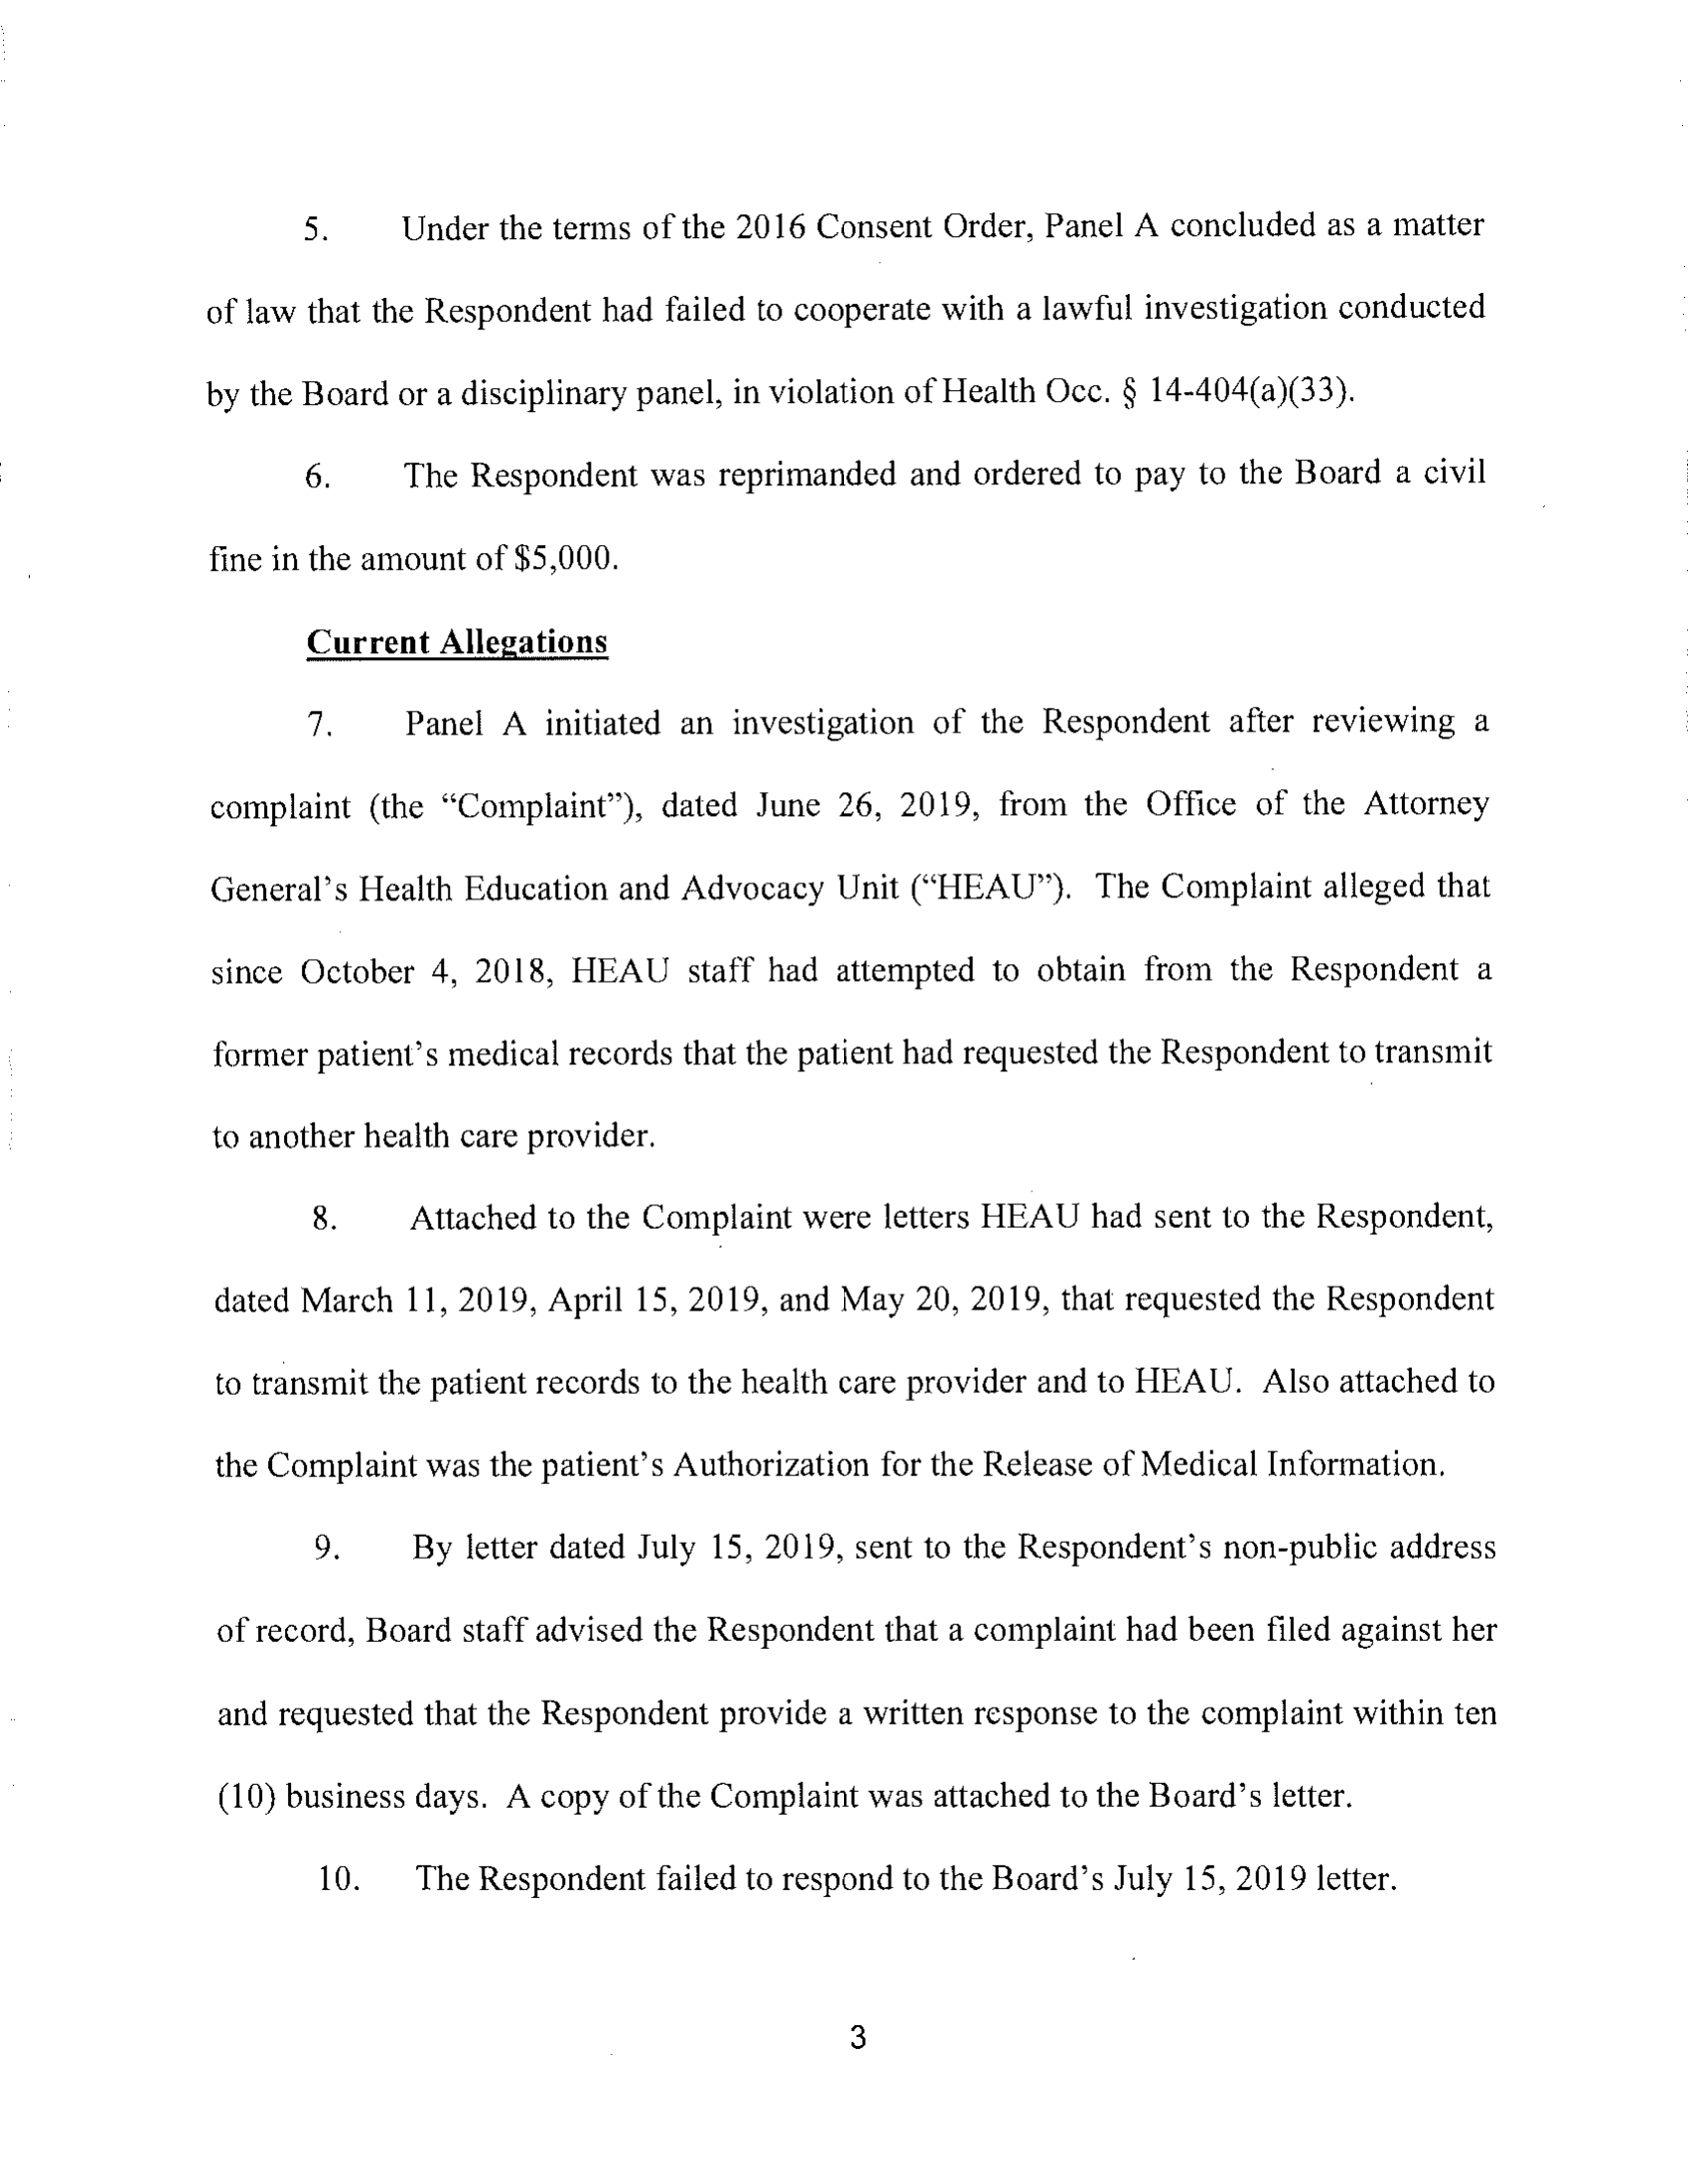 5. Under the terms of the 2016 Consent Order, Panel A concluded as a matter
of law that the Respondent had failed to cooperate with a lawful investigation conducted
by the Board or a disciplinary panel, in violation of Health Occ. § 14-404(a)(33).
6. The Respondent was reprimanded and ordered to pay to the Board a civil
fine in the amount of $5,000.
Current Allegations
7. Panel A initiated an investigation of the Respondent after reviewing a
complaint (the “Complaint”), dated June 26, 2019, from the Office of the Attorney
General’s Health Education and Advocacy Unit (“HEAU”). The Complaint alleged that
since October 4, 2018, HEAU staff had attempted to obtain from the Respondent a
former patient’s medical records that the patient had requested the Respondent to transmit
to another health care provider.
8. Attached to the Complaint were letters HEAU had sent to the Respondent,
dated March 11, 2019, April 15, 2019, and May 20, 2019, that requested the Respondent
to transmit the patient records to the health care provider and to HEAU. Also attached to
the Complaint was the patient’s Authorization for the Release of Medical Information.
9. By letter dated July 15, 2019, sent to the Respondent’s non-public address
of record, Board staff advised the Respondent that a complaint had been filed against her
and requested that the Respondent provide a written response to the complaint within ten
(10) business days. A copy of the Complaint was attached to the Board’s letter.
10. The Respondent failed to respond to the Board’s July 15, 2019 letter.
3